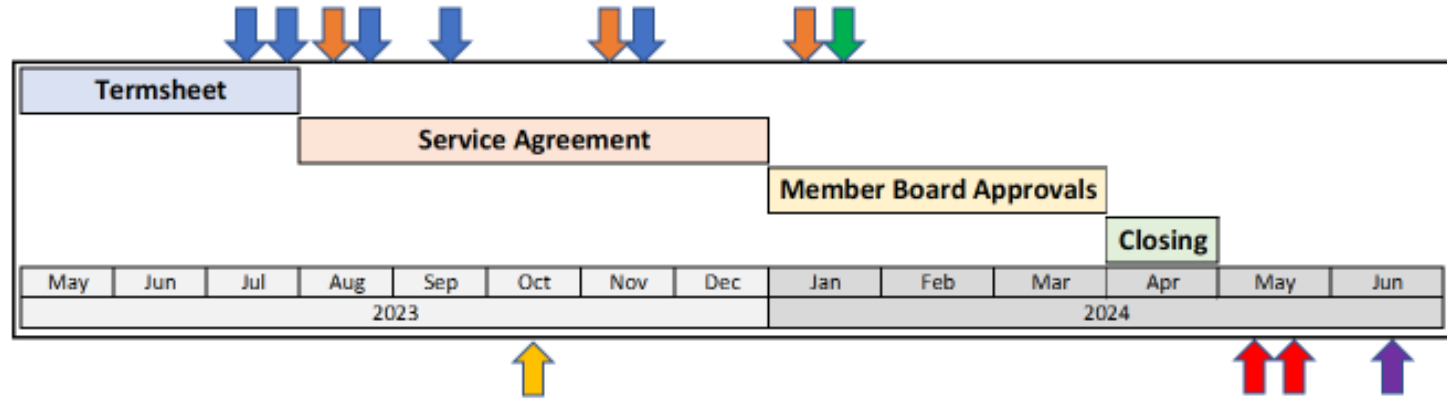 Termsheet
Service Agreement
Member Board Approvals
Closing
May Jun Jul Aug Sep Oct Nov Dec Jan Feb Mar Apr May Jun
2023 2024